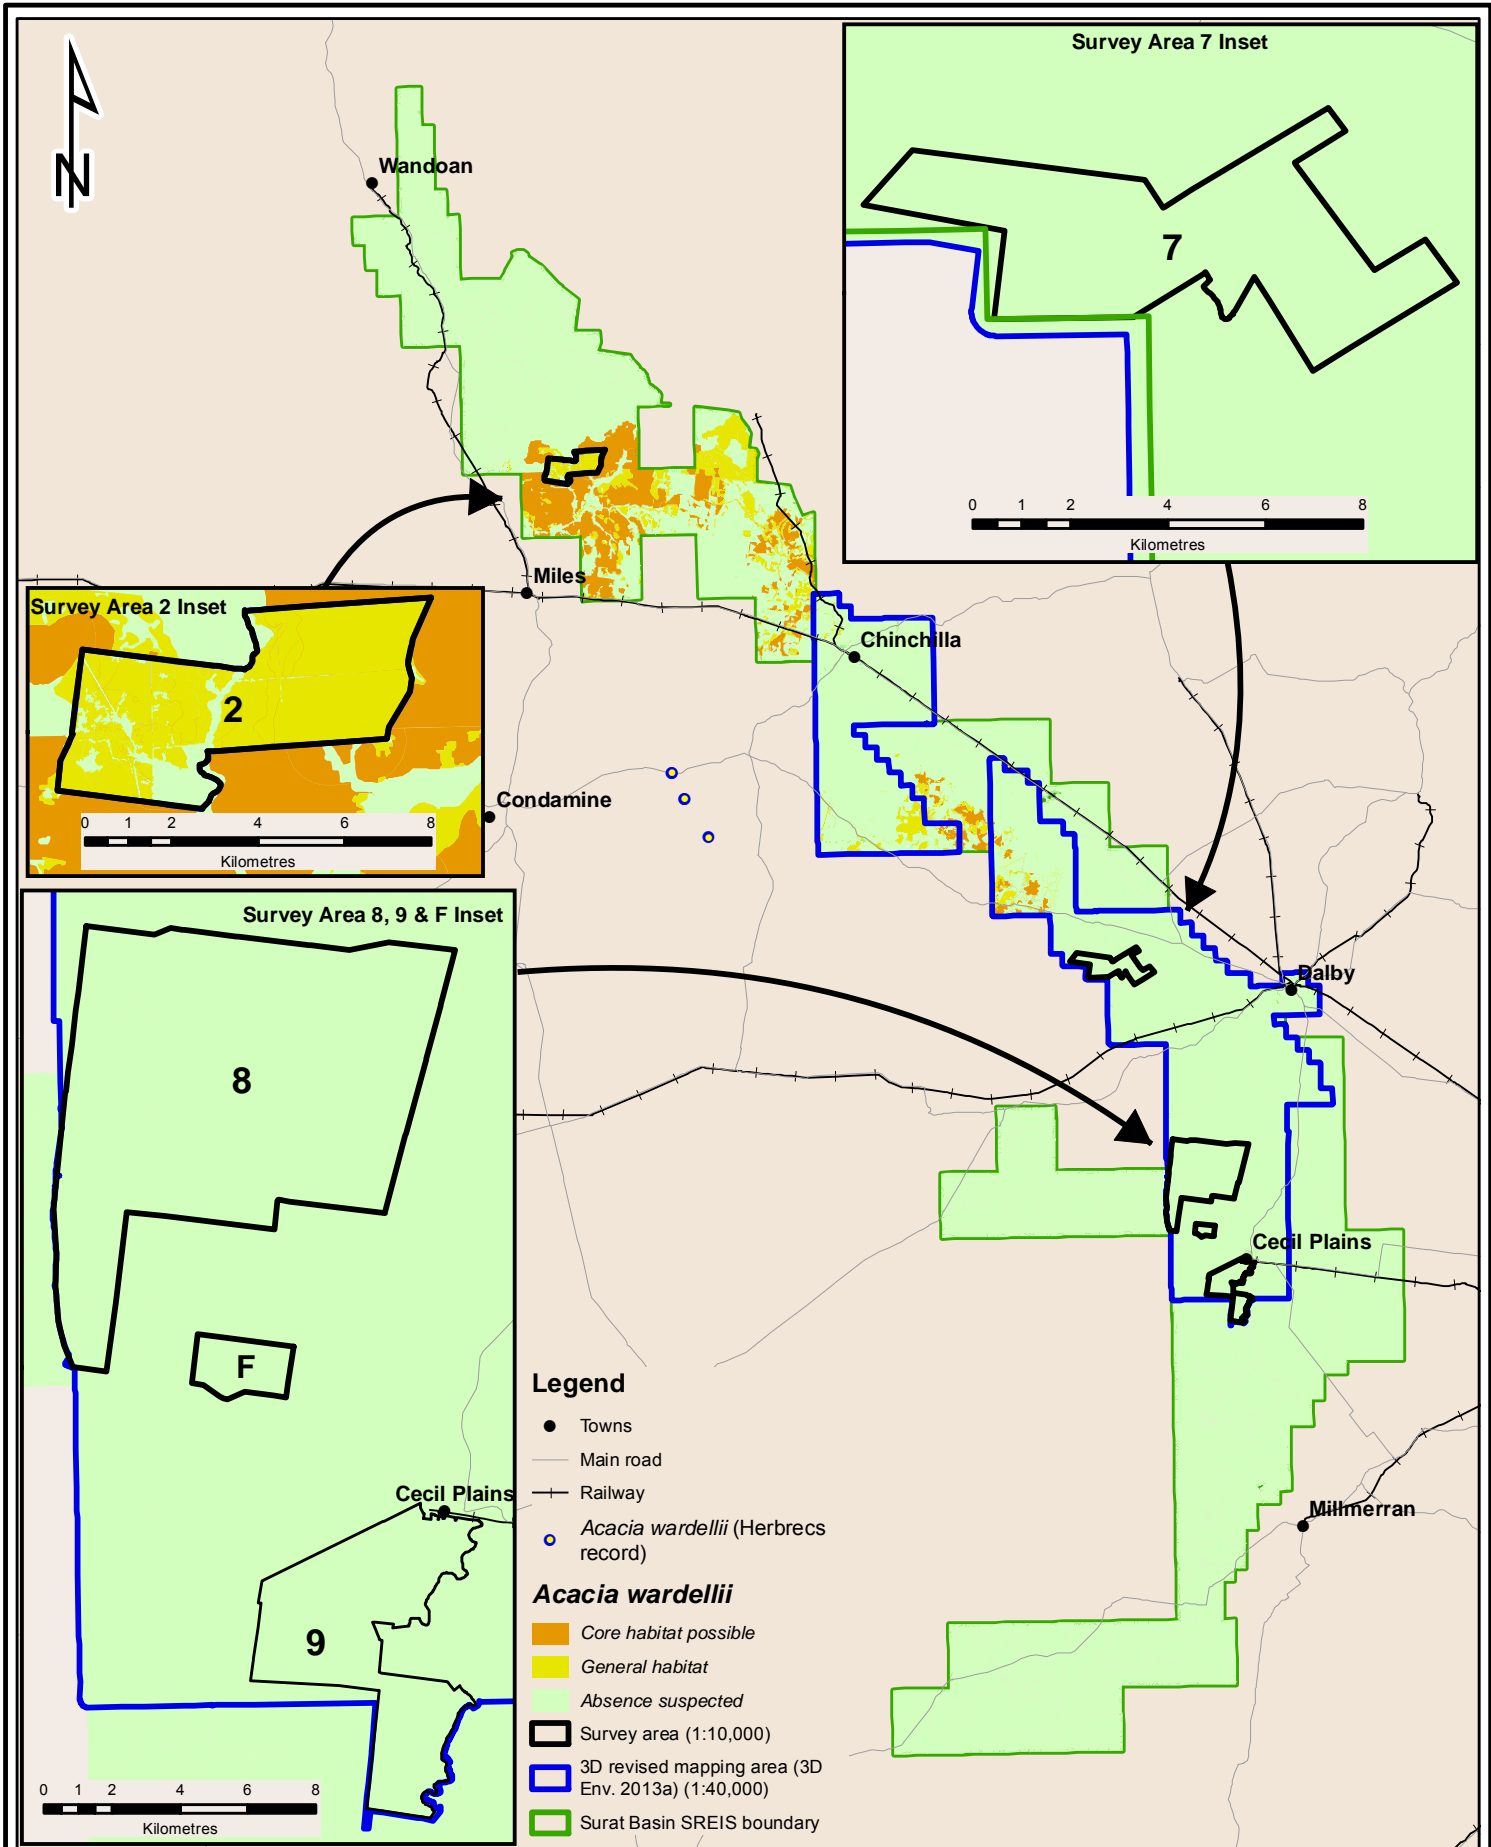 Survey Area 7 Inset
N
Wandoan
7
0 1 2 4 6 8
Kilometres
Miles
Survey Area 2 Inset
2
0 1 2 4 6 8
Kilometres
Chinchilla
Condamine
Survey Area 8, 9 & F Inset
8
F
Cecil Plains
9
0 1 2 4 6 8
Kilometres
Dalby
Cecil Plains
Millmerran
Legend
Towns
Main road
Railway
Acacia wardellii (Herbrecs
record)
Acacia wardellii
Core habitat possible
General habitat
Absence suspected
Survey area (1:10,000)
3D revised mapping area (3D
Env. 2013a) (1:40,000)
Surat Basin SREIS boundary